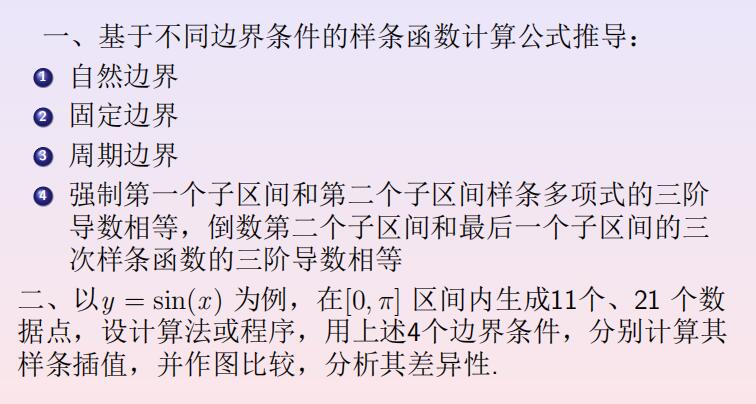 一、基于不同边界条件的样条函数计算公式推导：
1 自然边界
2 固定边界
3 周期边界
4 强制第一个子区间和第二个子区间样条多项式的三阶
导数相等，倒数第二个子区间和最后一个子区间的三
次样条函数的三阶导数相等
二、以y = sin(x) 为例，在[0, π] 区间内生成11个、21 个数
据点，设计算法或程序，用上述4个边界条件，分别计算其
样条插值，并作图比较，分析其差异性.